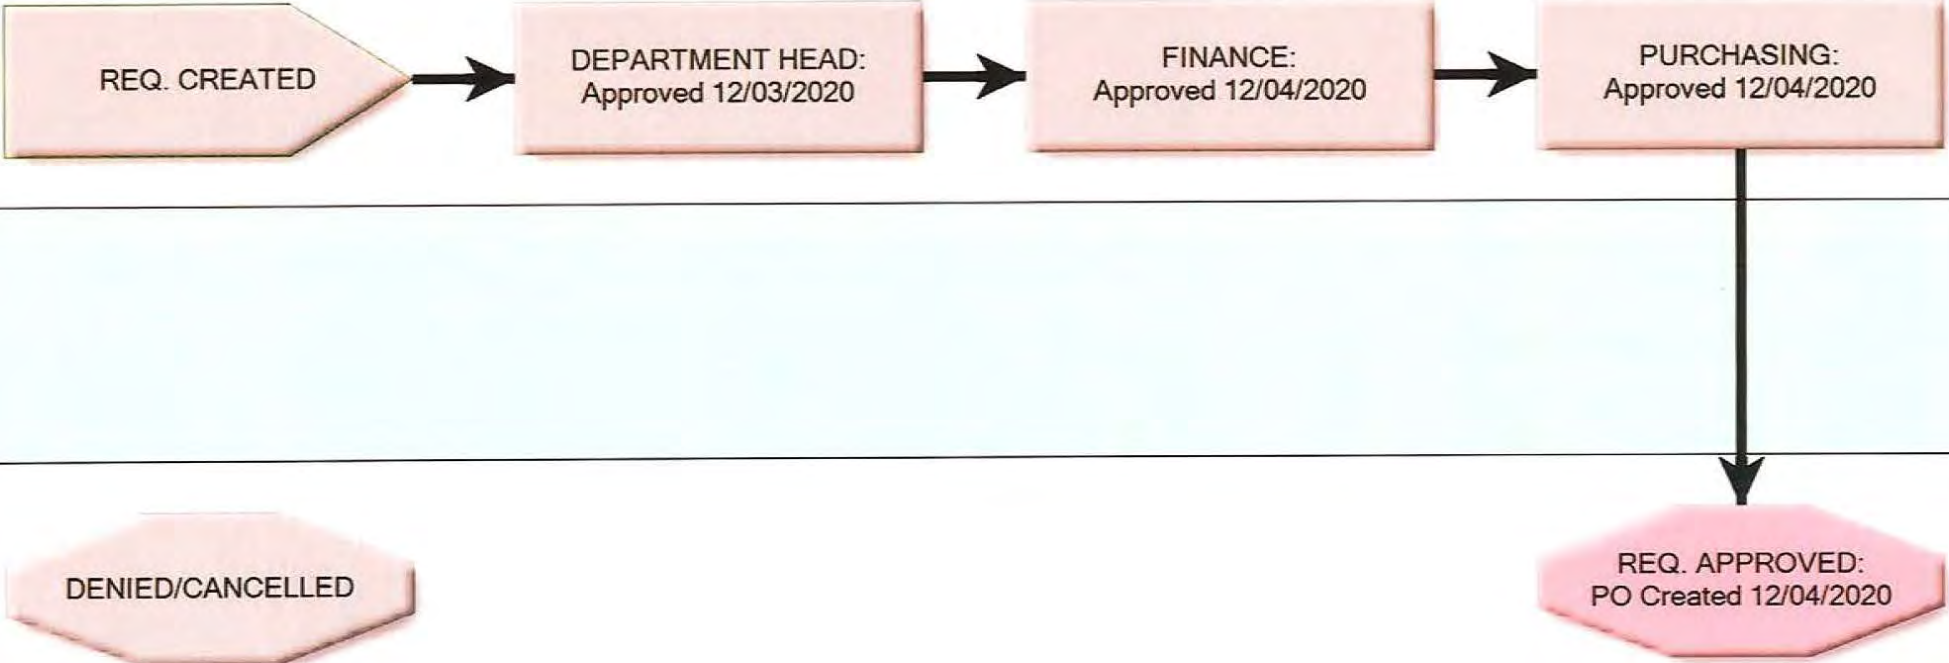 REQ. CREATED
DEPARTMENT HEAD:
Approved 12/03/2020
FINANCE:
Approved 12/04/2020
PURCHASING:
Approved 12/04/2020
DENIED/CANCELLED
REQ. APPROVED:
PO Created 12/04/2020